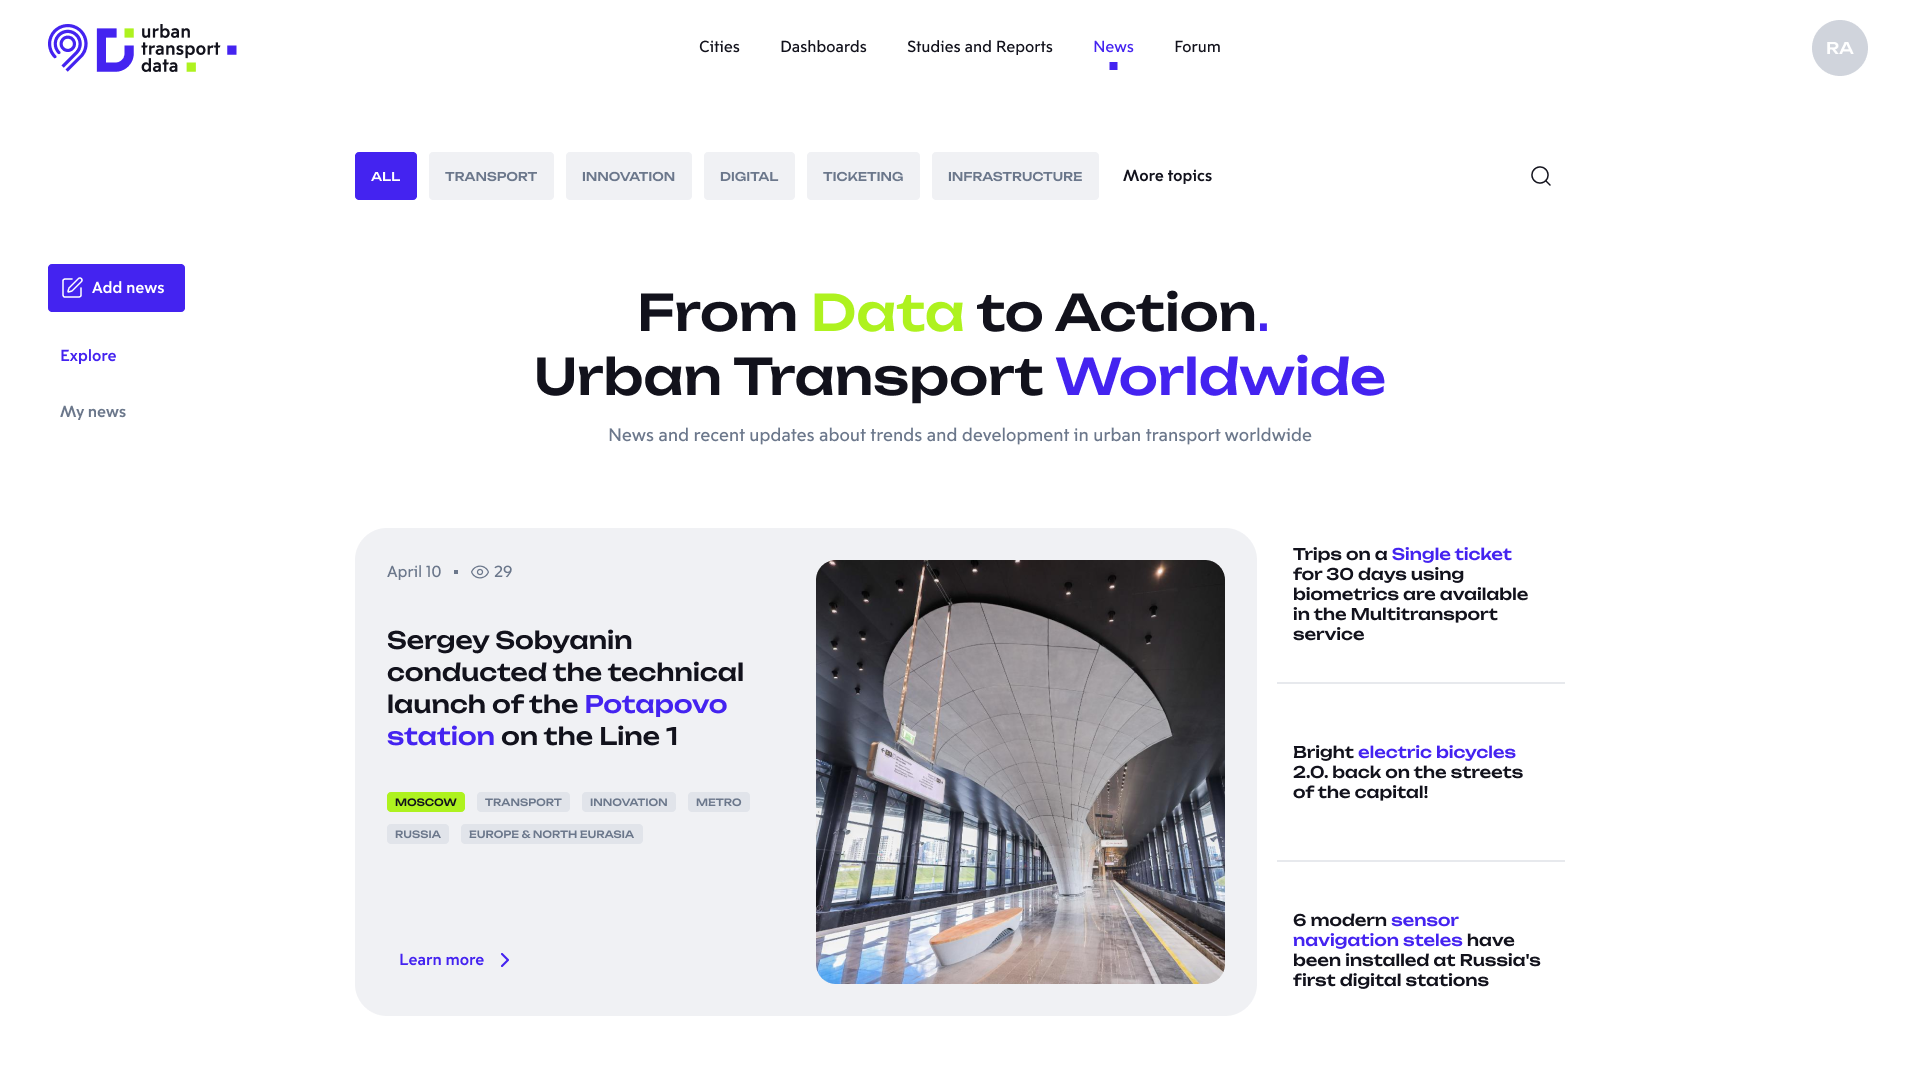 urban
transport
data
Cities
Dashboards
Studies and Reports
News
Forum
RA
ALL
TRANSPORT
INNOVATION
DIGITAL
TICKETING
INFRASTRUCTURE
More topics
Add news
Explore
My news
From Data to Action.
Urban Transport Worldwide
News and recent updates about trends and development in urban transport worldwide
April 10
29
Sergey Sobyanin
conducted the technical
launch of the Potapovo
station on the Line 1
MOSCOW
TRANSPORT
INNOVATION
METRO
RUSSIA
EUROPE & NORTH EURASIA
Learn more
Trips on a Single ticket
for 30 days using
biometrics are available
in the Multitransport
service
Bright electric bicycles
2.0. back on the streets
of the capital!
6 modern sensor
navigation steles have
been installed at Russia's
first digital stations